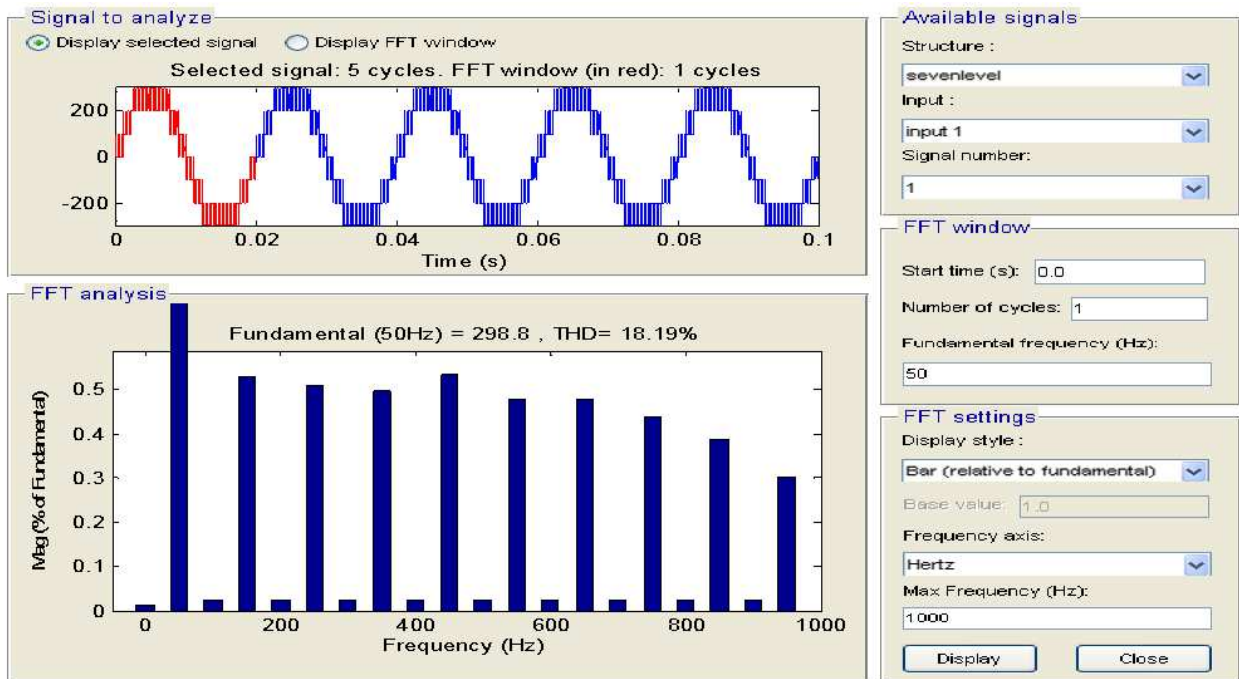 Signal to analyze
Display selected signal Display FFT window
Selected signal: 5 cycles. FFT window (in red): 1 cycles
200
0
-200
0 0.02 0.04 0.06 0.08 0.1
Time (s)
FFT analysis
Fundamental (50Hz) = 298.8 , THD= 18.19%
0.5
0.4
0.3
0.2
0.1
0
Mag (% of Fundamental)
0 200 400 600 800 1000
Frequency (Hz)
Available signals
Structure :
sevenlevel
Input :
input 1
Signal number:
1
FFT window
Start time (s): 0.0
Number of cycles: 1
Fundamental frequency (Hz):
50
FFT settings
Display style :
Bar (relative to fundamental)
Base value: 1.0
Frequency axis:
Hertz
Max Frequency (Hz):
1000
Display Close